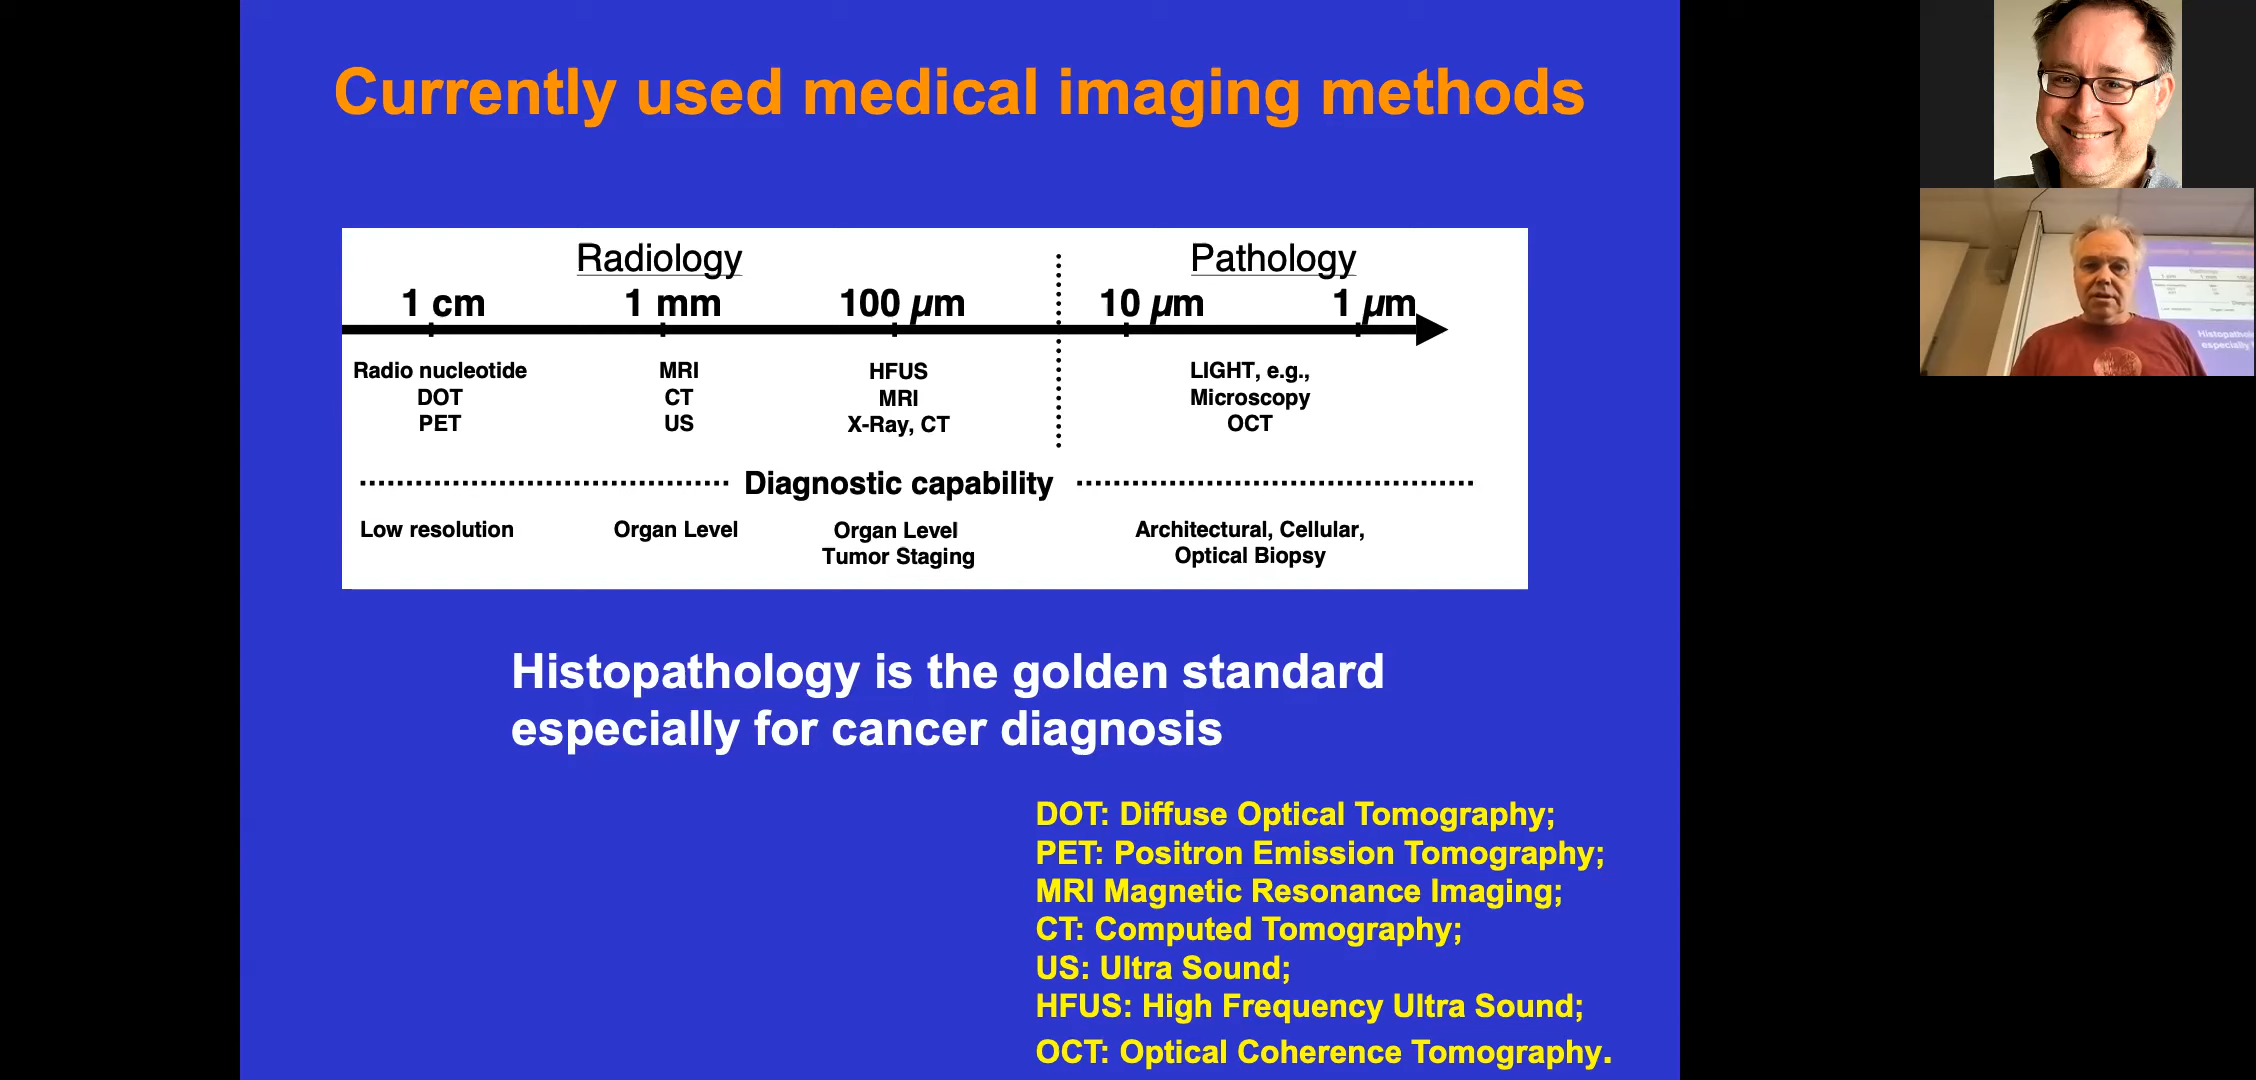 Currently used medical imaging methods
Radiology
Pathology
1 cm 1 mm 100 µm 10 µm 1 µm
Radio nucleotide MRI HFUS LIGHT, e.g.,
DOT CT MRI Microscopy
PET US X-Ray, CT OCT
Diagnostic capability
Low resolution Organ Level Organ Level Architectural, Cellular,
Tumor Staging Optical Biopsy
Histopathology is the golden standard
especially for cancer diagnosis
DOT: Diffuse Optical Tomography;
PET: Positron Emission Tomography;
MRI Magnetic Resonance Imaging;
CT: Computed Tomography;
US: Ultra Sound;
HFUS: High Frequency Ultra Sound;
OCT: Optical Coherence Tomography.